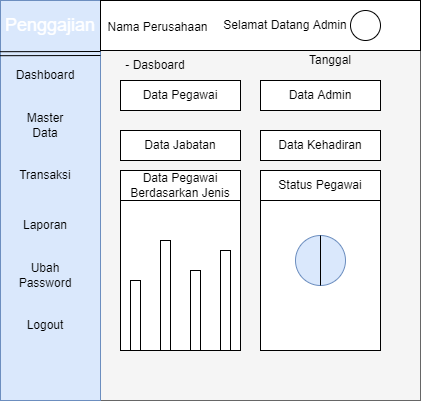 Penggajian
Nama Perusahaan
Selamat Datang Admin
Dashboard
Master
Data
Transaksi
Laporan
Ubah
Password
Logout
- Dasboard
Tanggal
Data Pegawai
Data Admin
Data Jabatan
Data Kehadiran
Data Pegawai
Berdasarkan Jenis
Status Pegawai